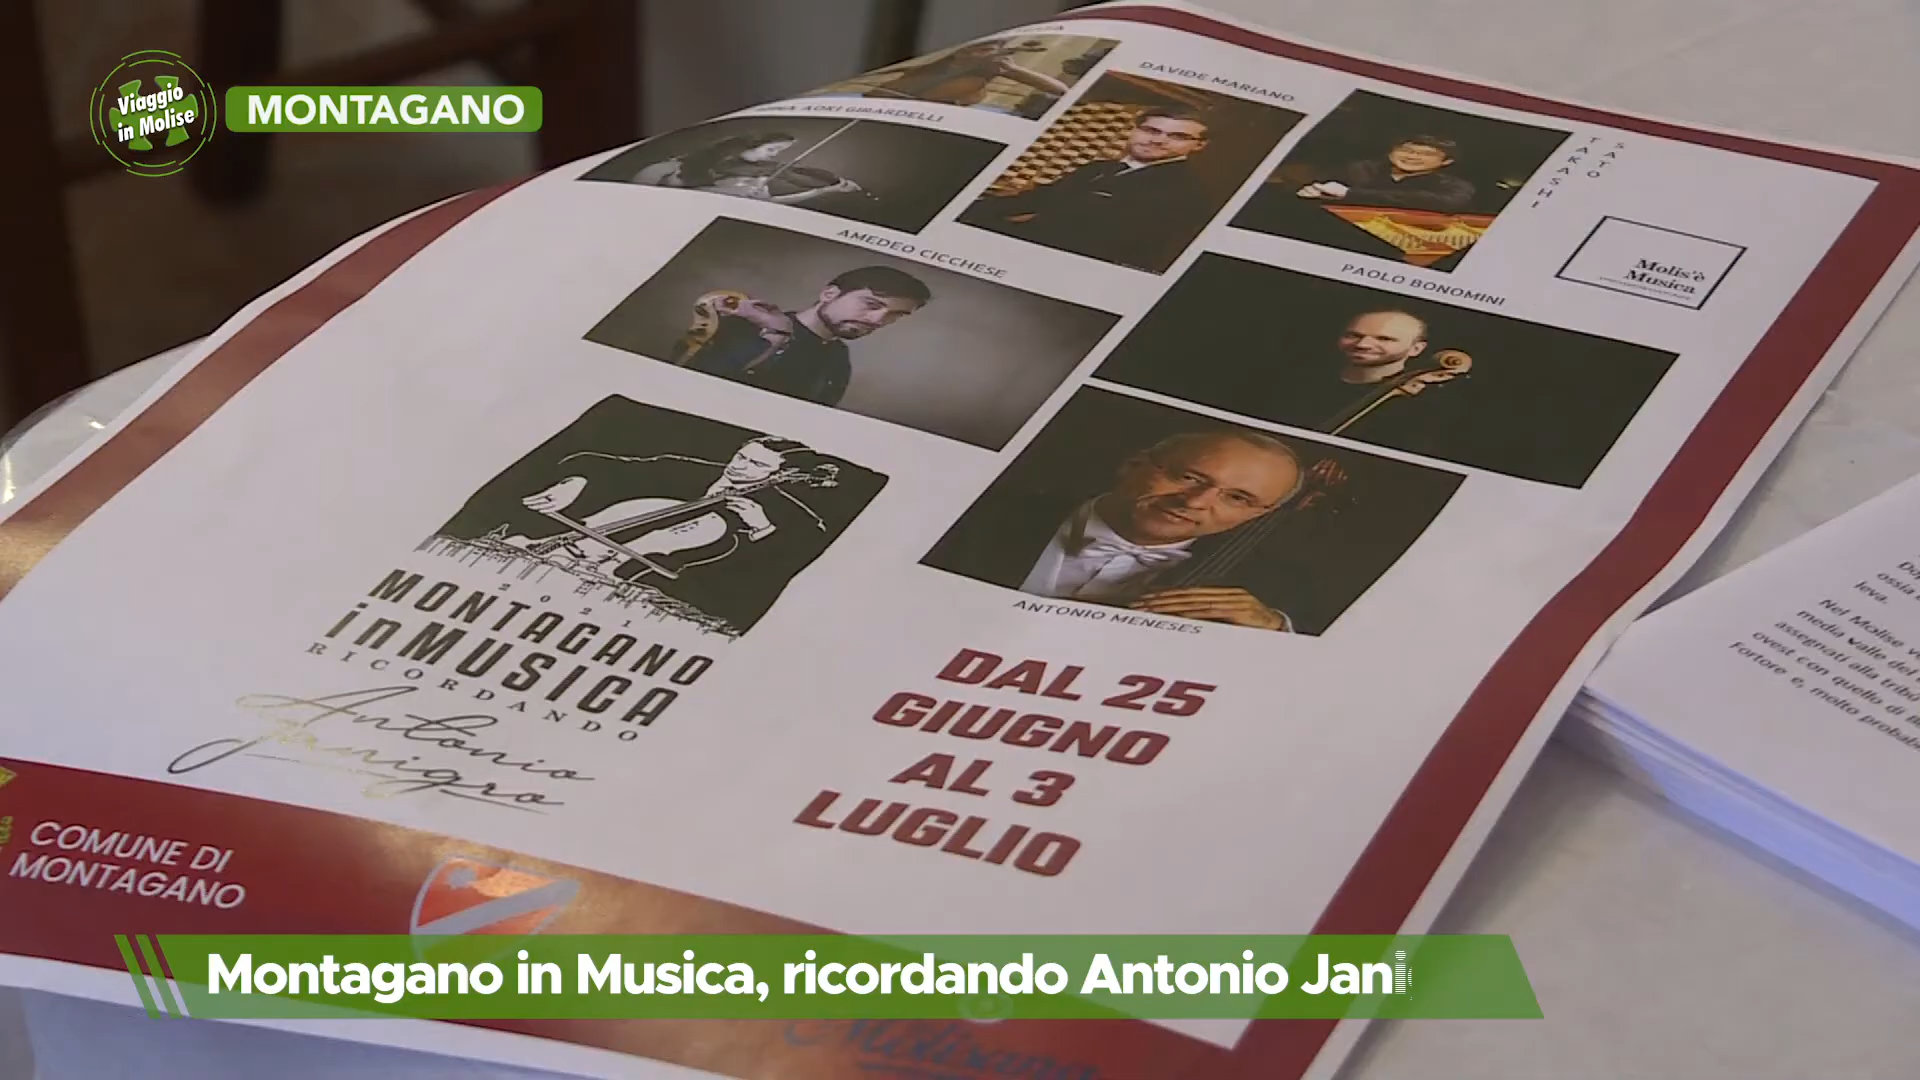 Viaggio
in Molise
MONTAGANO
DAVIDE MARIANO
AOKI GIRARDELLI
TAKASHI
SATO
AMEDEO CICCHESE
PAOLO BONOMINI
Molis'è
Musica
ANTONIO MENESES
2021
MONTAGANO
inMUSICA
RICORDANDO
Antonio
Janigro
DAL 25
GIUGNO
AL 3
LUGLIO
COMUNE DI
MONTAGANO
leva.
Nel Molise
media valle del
assegnati alla tribù
ovest con quello di
Fortore e, molto
Montagano in Musica, ricordando Antonio Jani